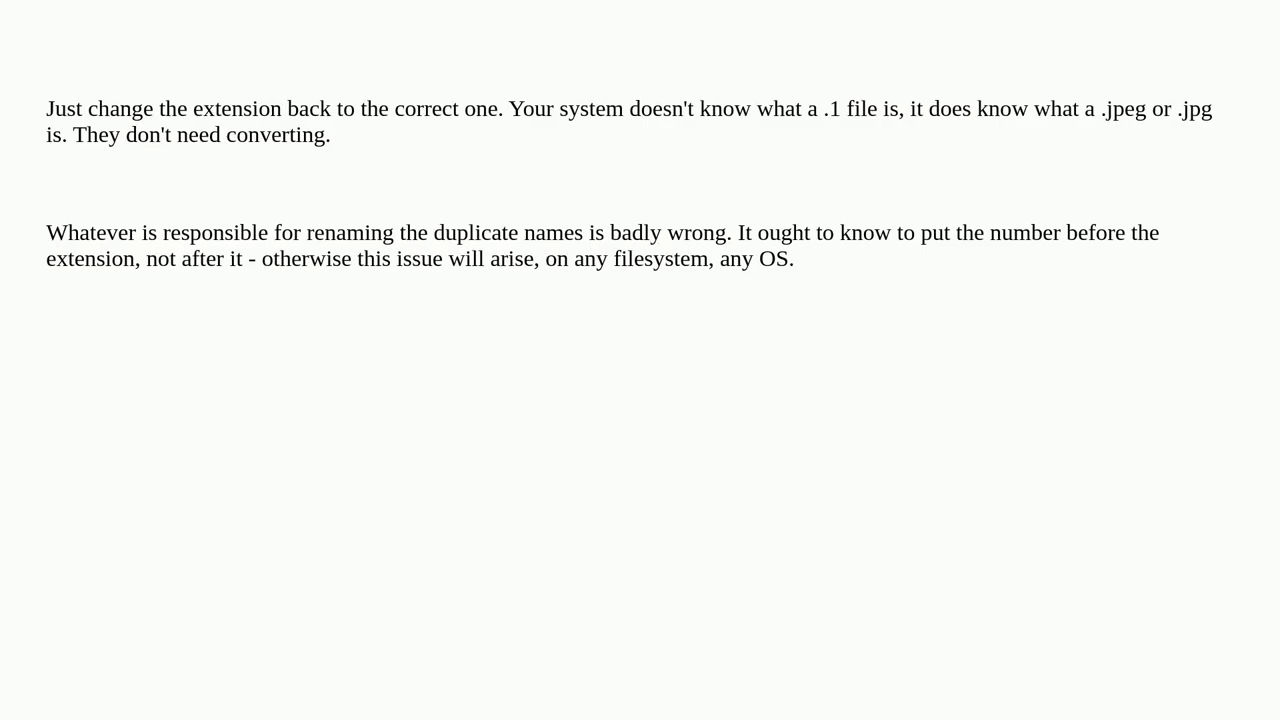 Just change the extension back to the correct one. Your system doesn't know what a .1 file is, it does know what a .jpeg or .jpg
is. They don't need converting.
Whatever is responsible for renaming the duplicate names is badly wrong. It ought to know to put the number before the
extension, not after it - otherwise this issue will arise, on any filesystem, any OS.